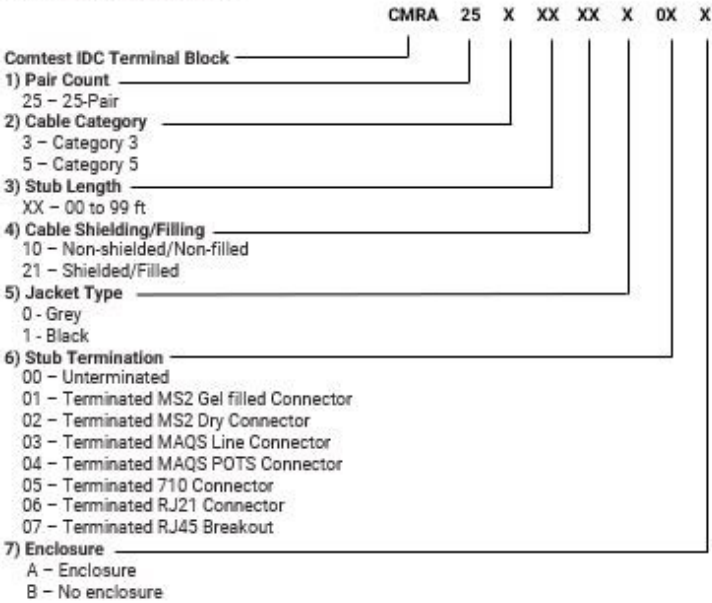 CMRA 25 X XX XX X 0X X
Comtest IDC Terminal Block
1) Pair Count
25 – 25-Pair
2) Cable Category
3 – Category 3
5 – Category 5
3) Stub Length
XX – 00 to 99 ft
4) Cable Shielding/Filling
10 – Non-shielded/Non-filled
21 – Shielded/Filled
5) Jacket Type
0 - Grey
1 - Black
6) Stub Termination
00 – Unterminated
01 – Terminated MS2 Gel filled Connector
02 – Terminated MS2 Dry Connector
03 – Terminated MAQS Line Connector
04 – Terminated MAQS POTS Connector
05 – Terminated 710 Connector
06 – Terminated RJ21 Connector
07 – Terminated RJ45 Breakout
7) Enclosure
A – Enclosure
B – No enclosure